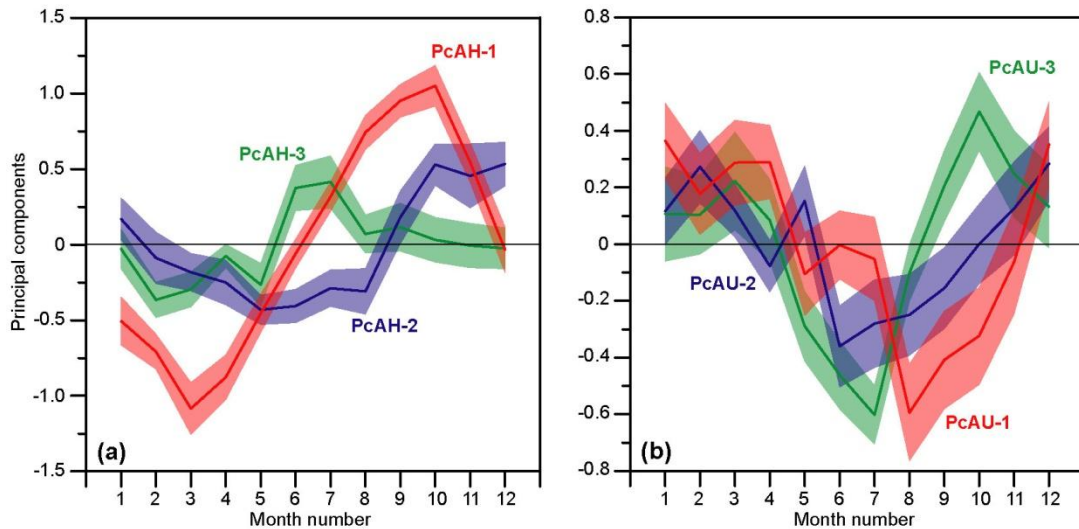 Principal components
1.5
1.0
0.5
0
-0.5
-1.0
-1.5
PcAH-1
PcAH-3
PcAH-2
(a)
1 2 3 4 5 6 7 8 9 10 11 12
Month number
0.8
0.6
0.4
0.2
0
-0.2
-0.4
-0.6
-0.8
PcAU-3
PcAU-2
PcAU-1
(b)
1 2 3 4 5 6 7 8 9 10 11 12
Month number